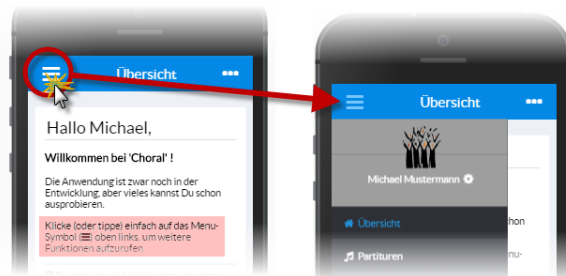 Übersicht
Hallo Michael,
Willkommen bei 'Choral' !
Die Anwendung ist zwar noch in der
Entwicklung, aber vieles kannst Du schon
ausprobieren.
Klicke (oder tippe) einfach auf das Menu-
Symbol (☰) oben links, um weitere
Funktionen aufzurufen.
Übersicht
Michael Mustermann
Übersicht
hon
Partituren
nu-